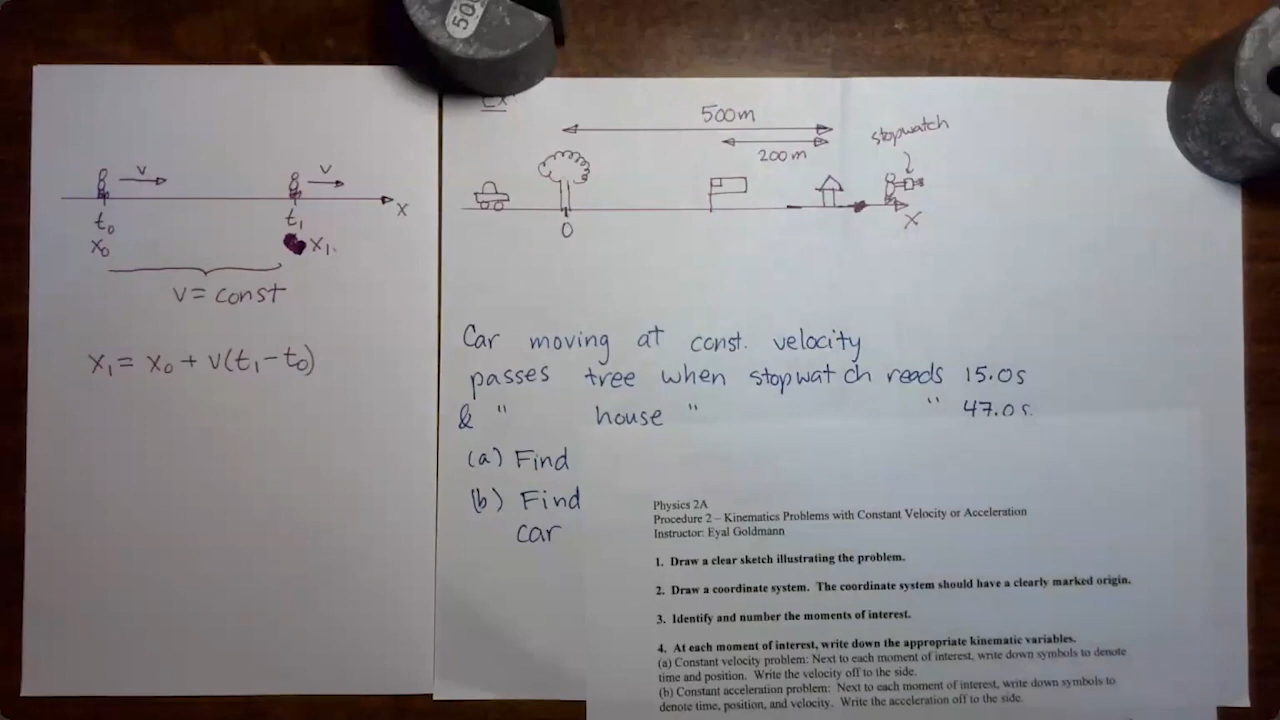 50
v
v
x
t₀
t₁
x₀
x₁
v = const
x₁ = x₀ + v(t₁-t₀)
Ex
500m
200m
stopwatch
0
x
Car moving at const. velocity
passes tree when stopwatch reads 15.0s
& " house " " 47.0s.
(a) Find
(b) Find
car
Physics 2A
Procedure 2 – Kinematics Problems with Constant Velocity or Acceleration
Instructor: Eyal Goldmann
1. Draw a clear sketch illustrating the problem.
2. Draw a coordinate system. The coordinate system should have a clearly marked origin.
3. Identify and number the moments of interest.
4. At each moment of interest, write down the appropriate kinematic variables.
(a) Constant velocity problem: Next to each moment of interest, write down symbols to denote
time and position. Write the velocity off to the side.
(b) Constant acceleration problem: Next to each moment of interest, write down symbols to
denote time, position, and velocity. Write the acceleration off to the side.